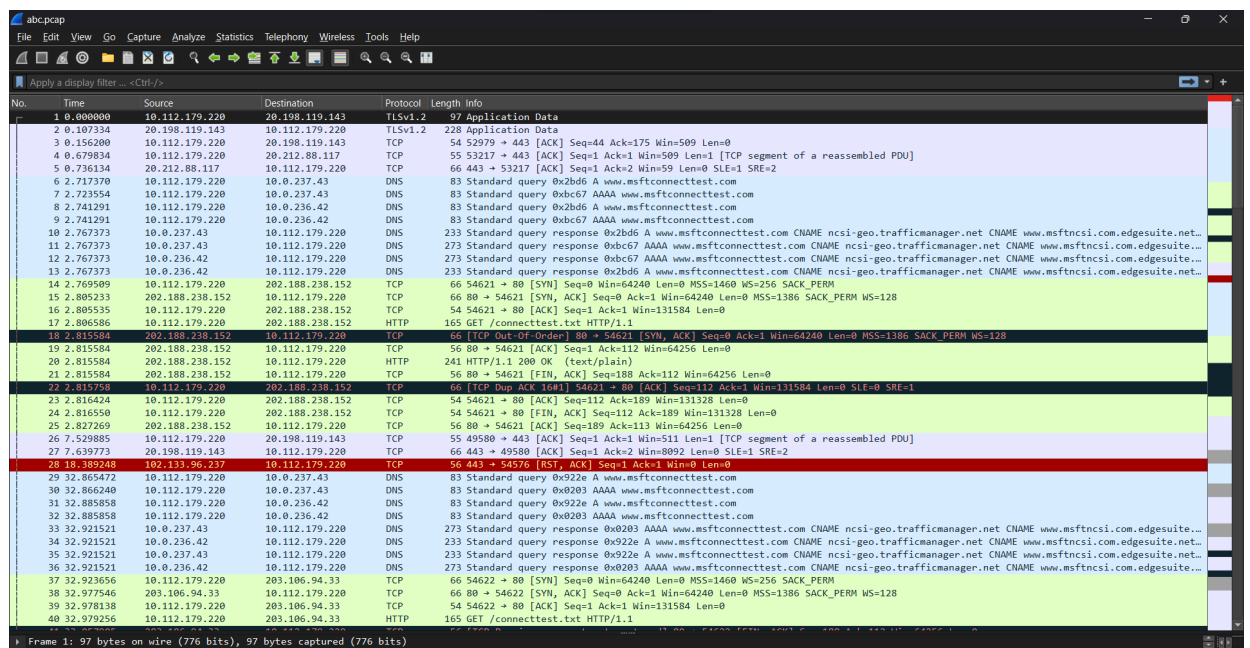 abc.pcap
File Edit View Go Capture Analyze Statistics Telephony Wireless Tools Help
Apply a display filter ... <Ctrl-/>
No. Time Source Destination Protocol Length Info
1 0.000000 10.112.179.220 20.198.119.143 TLSv1.2 97 Application Data
2 0.107334 20.198.119.143 10.112.179.220 TLSv1.2 228 Application Data
3 0.156200 10.112.179.220 20.198.119.143 TCP 54 52979 → 443 [ACK] Seq=44 Ack=175 Win=509 Len=0
4 0.679834 10.112.179.220 20.212.88.117 TCP 55 53217 → 443 [ACK] Seq=1 Ack=1 Win=509 Len=1 [TCP segment of a reassembled PDU]
5 0.736134 20.212.88.117 10.112.179.220 TCP 66 443 → 53217 [ACK] Seq=1 Ack=2 Win=59 Len=0 SLE=1 SRE=2
6 2.717370 10.112.179.220 10.0.237.43 DNS 83 Standard query 0x2bd6 A www.msftconnecttest.com
7 2.723554 10.112.179.220 10.0.237.43 DNS 83 Standard query 0xbc67 AAAA www.msftconnecttest.com
8 2.741291 10.112.179.220 10.0.236.42 DNS 83 Standard query 0x2bd6 A www.msftconnecttest.com
9 2.741291 10.112.179.220 10.0.236.42 DNS 83 Standard query 0xbc67 AAAA www.msftconnecttest.com
10 2.767373 10.0.237.43 10.112.179.220 DNS 233 Standard query response 0x2bd6 A www.msftconnecttest.com CNAME ncsi-geo.trafficmanager.net CNAME www.msftncsi.com.edgesuite.net...
11 2.767373 10.0.237.43 10.112.179.220 DNS 273 Standard query response 0xbc67 AAAA www.msftconnecttest.com CNAME ncsi-geo.trafficmanager.net CNAME www.msftncsi.com.edgesuite....
12 2.767373 10.0.236.42 10.112.179.220 DNS 273 Standard query response 0xbc67 AAAA www.msftconnecttest.com CNAME ncsi-geo.trafficmanager.net CNAME www.msftncsi.com.edgesuite....
13 2.767373 10.0.236.42 10.112.179.220 DNS 233 Standard query response 0x2bd6 A www.msftconnecttest.com CNAME ncsi-geo.trafficmanager.net CNAME www.msftncsi.com.edgesuite.net...
14 2.769509 10.112.179.220 202.188.238.152 TCP 66 54621 → 80 [SYN] Seq=0 Win=64240 Len=0 MSS=1460 WS=256 SACK_PERM
15 2.805233 202.188.238.152 10.112.179.220 TCP 66 80 → 54621 [SYN, ACK] Seq=0 Ack=1 Win=64240 Len=0 MSS=1386 SACK_PERM WS=128
16 2.805535 10.112.179.220 202.188.238.152 TCP 54 54621 → 80 [ACK] Seq=1 Ack=1 Win=131584 Len=0
17 2.806586 10.112.179.220 202.188.238.152 HTTP 165 GET /connecttest.txt HTTP/1.1
18 2.815584 202.188.238.152 10.112.179.220 TCP 66 [TCP Out-Of-Order] 80 → 54621 [SYN, ACK] Seq=0 Ack=1 Win=64240 Len=0 MSS=1386 SACK_PERM WS=128
19 2.815584 202.188.238.152 10.112.179.220 TCP 56 80 → 54621 [ACK] Seq=1 Ack=112 Win=64256 Len=0
20 2.815584 202.188.238.152 10.112.179.220 HTTP 241 HTTP/1.1 200 OK (text/plain)
21 2.815584 202.188.238.152 10.112.179.220 TCP 56 80 → 54621 [FIN, ACK] Seq=188 Ack=112 Win=64256 Len=0
22 2.815758 10.112.179.220 202.188.238.152 TCP 66 [TCP Dup ACK 16#1] 54621 → 80 [ACK] Seq=112 Ack=1 Win=131584 Len=0 SLE=0 SRE=1
23 2.816424 10.112.179.220 202.188.238.152 TCP 54 54621 → 80 [ACK] Seq=112 Ack=189 Win=131328 Len=0
24 2.816550 10.112.179.220 202.188.238.152 TCP 54 54621 → 80 [FIN, ACK] Seq=112 Ack=189 Win=131328 Len=0
25 2.827269 202.188.238.152 10.112.179.220 TCP 56 80 → 54621 [ACK] Seq=189 Ack=113 Win=64256 Len=0
26 7.529885 10.112.179.220 20.198.119.143 TCP 55 49580 → 443 [ACK] Seq=1 Ack=1 Win=511 Len=1 [TCP segment of a reassembled PDU]
27 7.639773 20.198.119.143 10.112.179.220 TCP 66 443 → 49580 [ACK] Seq=1 Ack=2 Win=8092 Len=0 SLE=1 SRE=2
28 18.389248 102.133.96.237 10.112.179.220 TCP 56 443 → 54576 [RST, ACK] Seq=1 Ack=1 Win=0 Len=0
29 32.865472 10.112.179.220 10.0.237.43 DNS 83 Standard query 0x922e A www.msftconnecttest.com
30 32.866240 10.112.179.220 10.0.237.43 DNS 83 Standard query 0x0203 AAAA www.msftconnecttest.com
31 32.885858 10.112.179.220 10.0.236.42 DNS 83 Standard query 0x922e A www.msftconnecttest.com
32 32.885858 10.112.179.220 10.0.236.42 DNS 83 Standard query 0x0203 AAAA www.msftconnecttest.com
33 32.921521 10.0.237.43 10.112.179.220 DNS 273 Standard query response 0x0203 AAAA www.msftconnecttest.com CNAME ncsi-geo.trafficmanager.net CNAME www.msftncsi.com.edgesuite....
34 32.921521 10.0.236.42 10.112.179.220 DNS 233 Standard query response 0x922e A www.msftconnecttest.com CNAME ncsi-geo.trafficmanager.net CNAME www.msftncsi.com.edgesuite.net...
35 32.921521 10.0.237.43 10.112.179.220 DNS 233 Standard query response 0x922e A www.msftconnecttest.com CNAME ncsi-geo.trafficmanager.net CNAME www.msftncsi.com.edgesuite.net...
36 32.921521 10.0.236.42 10.112.179.220 DNS 273 Standard query response 0x0203 AAAA www.msftconnecttest.com CNAME ncsi-geo.trafficmanager.net CNAME www.msftncsi.com.edgesuite....
37 32.923656 10.112.179.220 203.106.94.33 TCP 66 54622 → 80 [SYN] Seq=0 Win=64240 Len=0 MSS=1460 WS=256 SACK_PERM
38 32.977546 203.106.94.33 10.112.179.220 TCP 66 80 → 54622 [SYN, ACK] Seq=0 Ack=1 Win=64240 Len=0 MSS=1386 SACK_PERM WS=128
39 32.978138 10.112.179.220 203.106.94.33 TCP 54 54622 → 80 [ACK] Seq=1 Ack=1 Win=131584 Len=0
40 32.979256 10.112.179.220 203.106.94.33 HTTP 165 GET /connecttest.txt HTTP/1.1
Frame 1: 97 bytes on wire (776 bits), 97 bytes captured (776 bits)